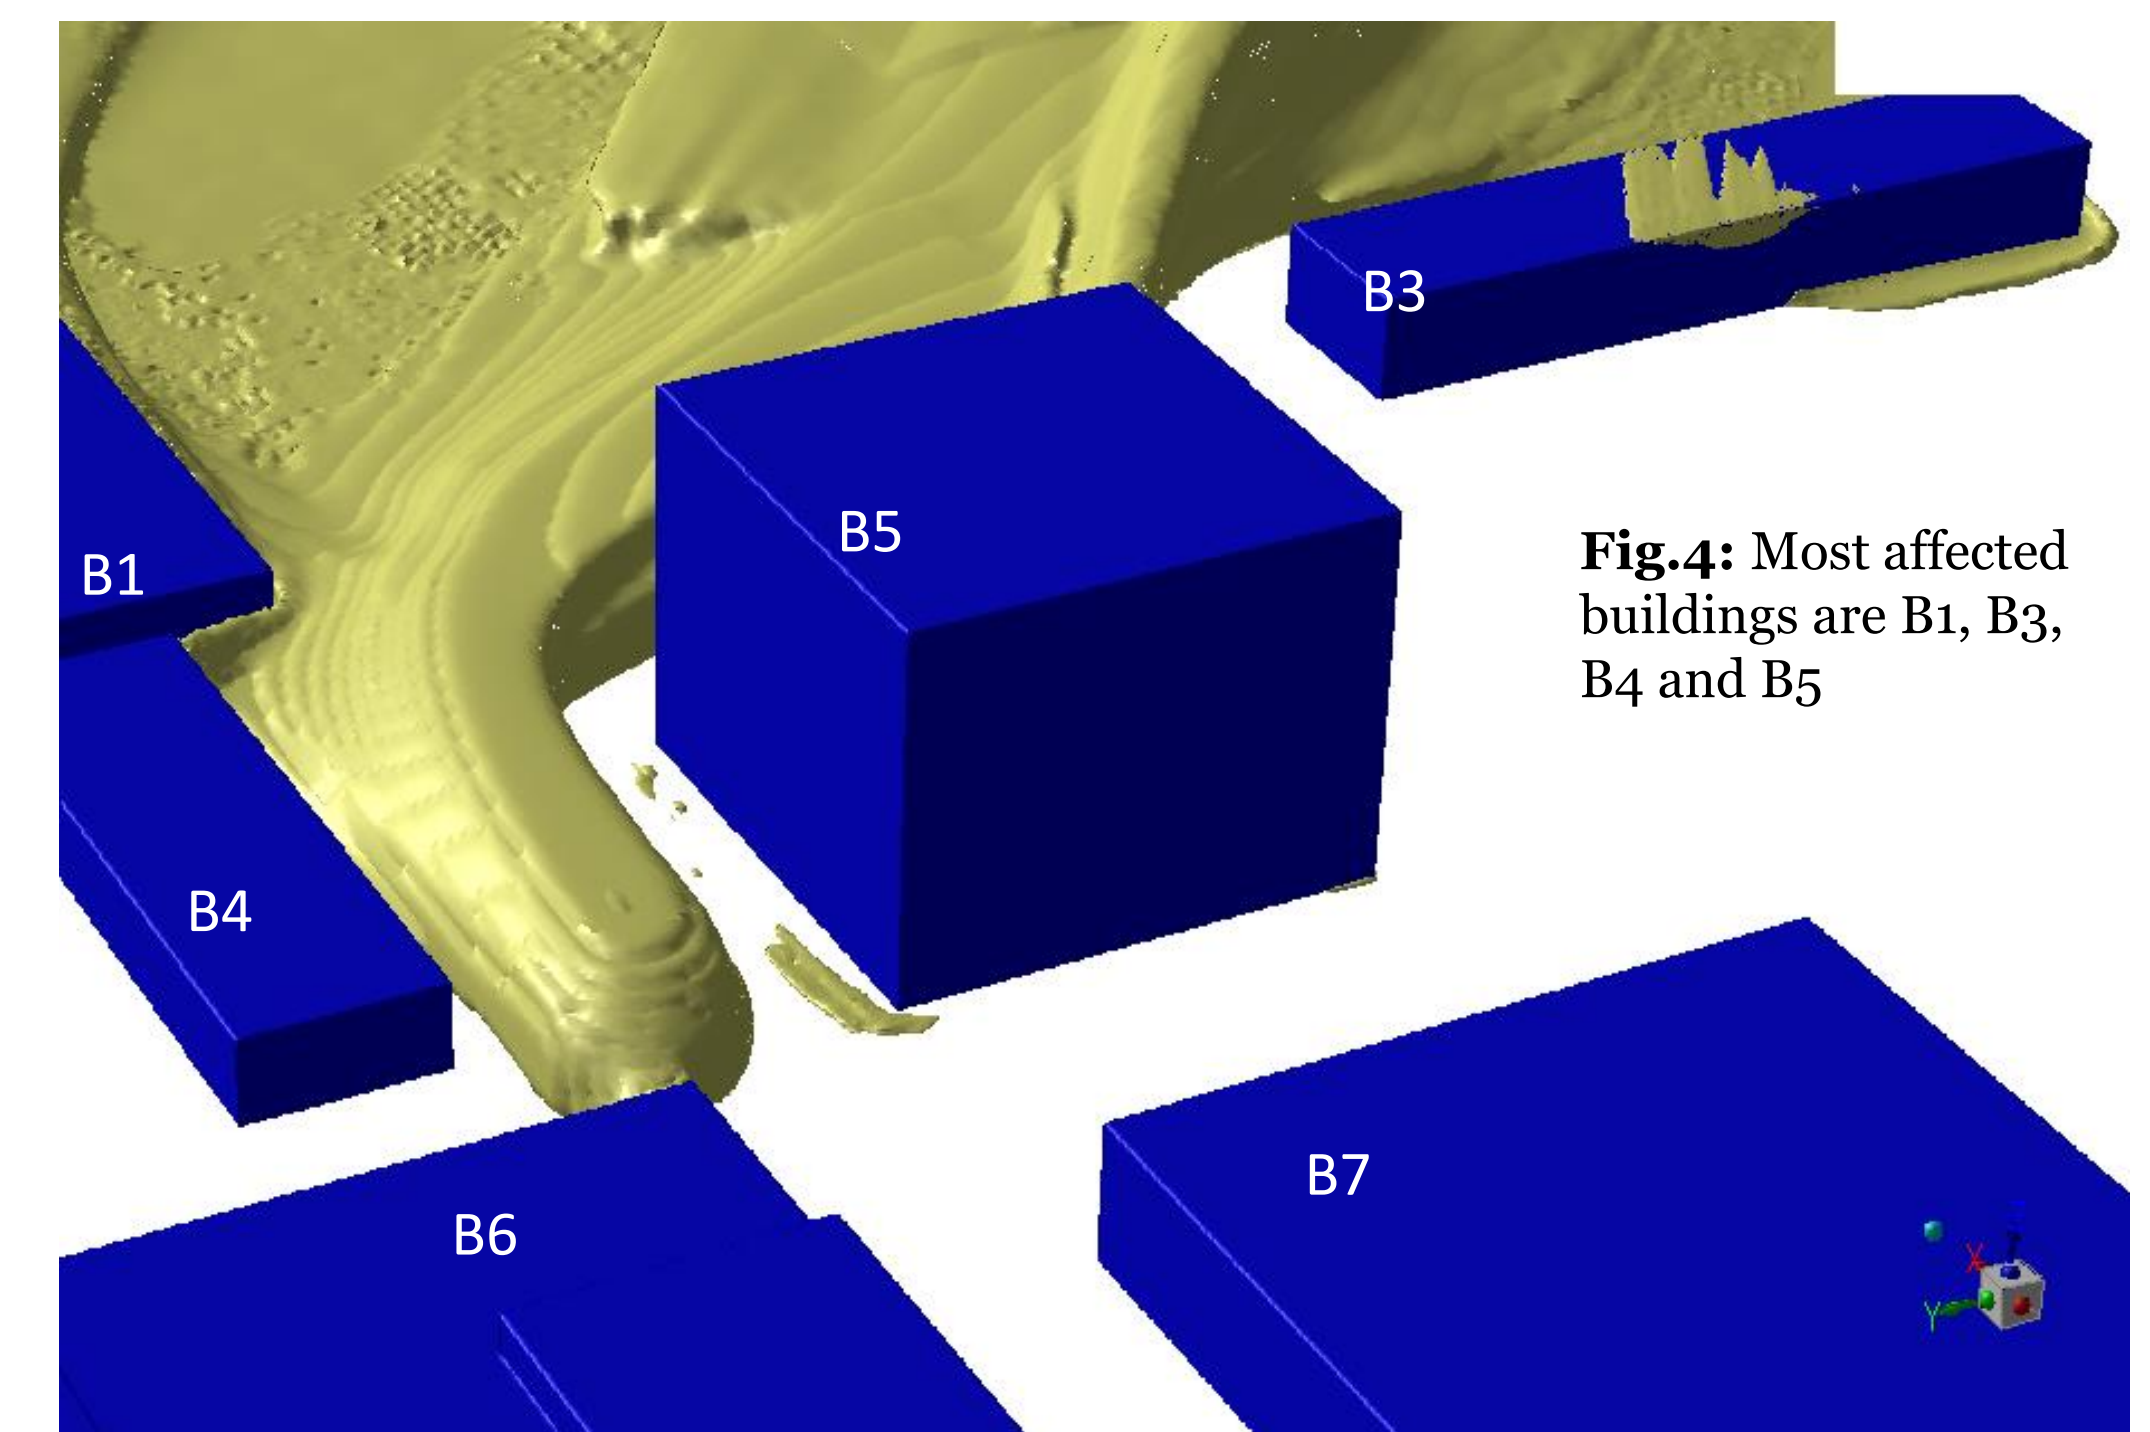 B3
B5
B1
Fig.4: Most affected
buildings are B1, B3,
B4 and B5
B4
B7
B6
X
Y